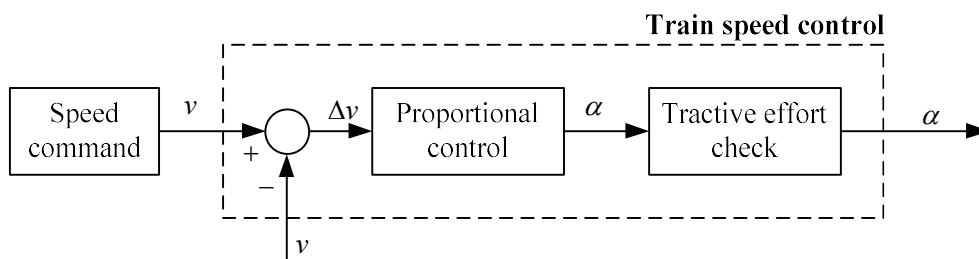 Train speed control
Speed
command
v
+
−
v
Δv
Proportional
control
α
Tractive effort
check
α